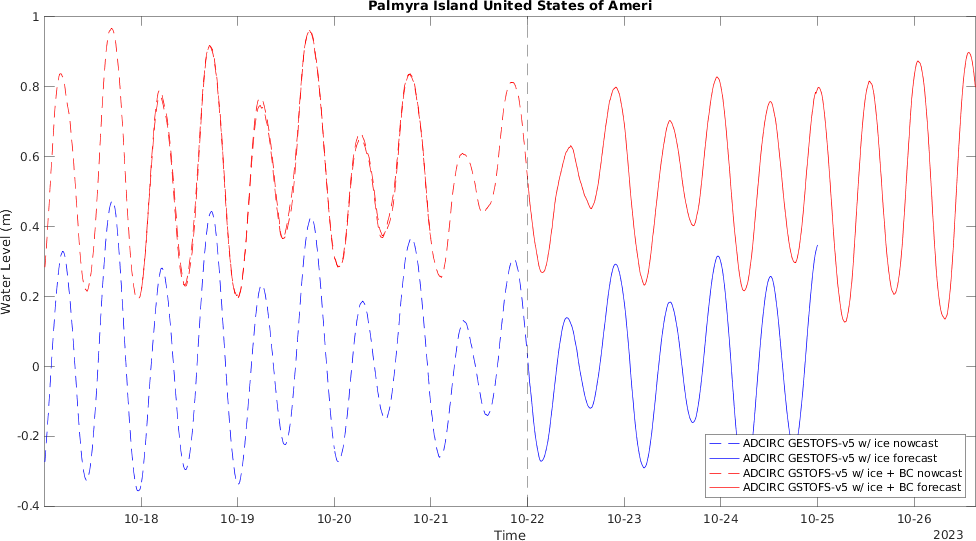 Palmyra Island United States of Ameri
Water Level (m)
1
0.8
0.6
0.4
0.2
0
-0.2
-0.4
ADCIRC GESTOFS-v5 w/ ice nowcast
ADCIRC GESTOFS-v5 w/ ice forecast
ADCIRC GSTOFS-v5 w/ ice + BC nowcast
ADCIRC GSTOFS-v5 w/ ice + BC forecast
10-18 10-19 10-20 10-21 10-22 10-23 10-24 10-25 10-26
Time
2023